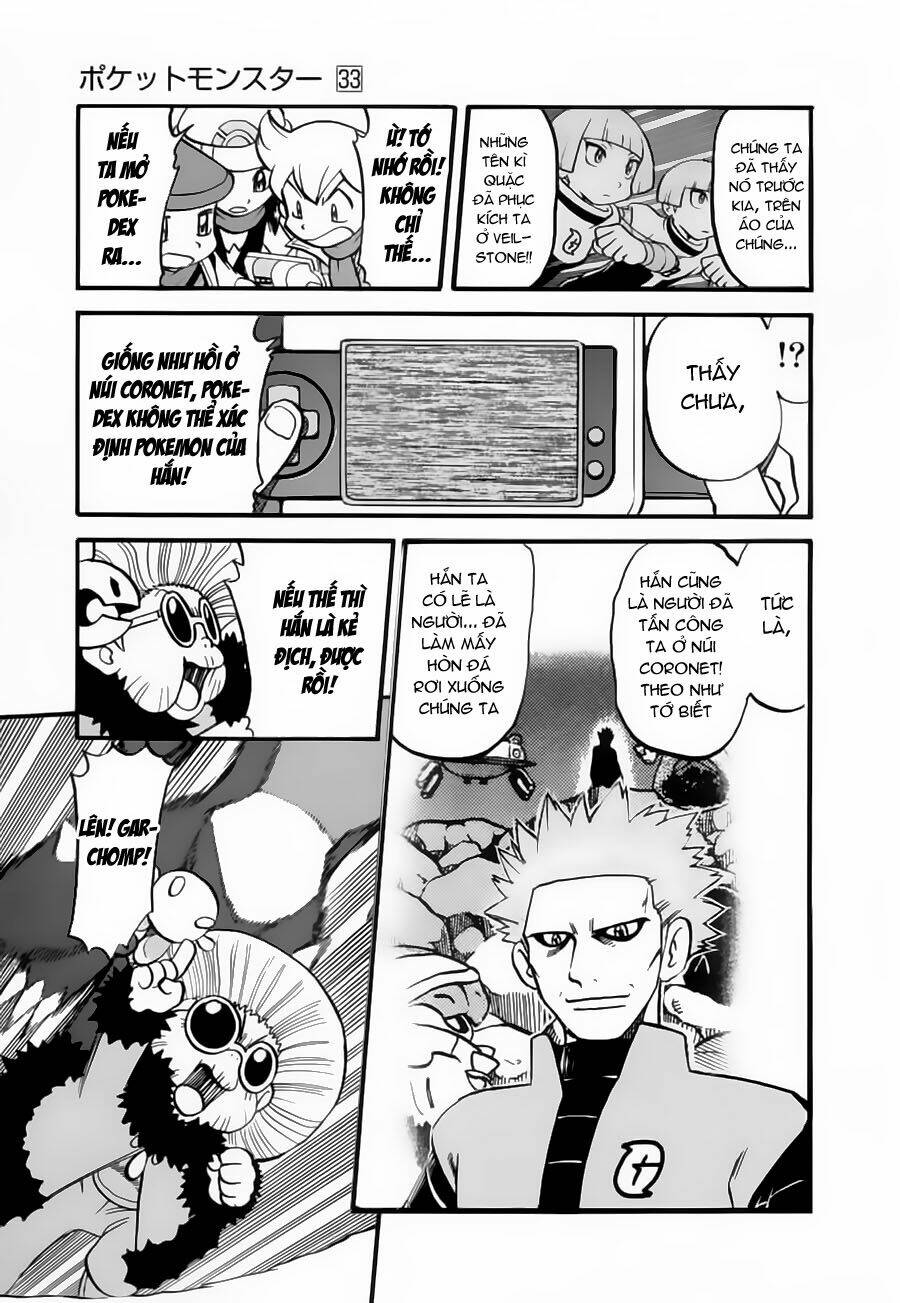 ポケットモンスター 33
CHÚNG TA
ĐÃ THẤY
NÓ TRƯỚC
KIA, TRÊN
ÁO CỦA
CHÚNG...
NHỮNG
TÊN KÌ
QUẶC
ĐÃ PHỤC
KÍCH TA
Ở VEIL-
STONE!!
Ừ! TỚ
NHỚ RỒI!
KHÔNG
CHỈ
THẾ...
NẾU
TA MỞ
POKE-
DEX
RA...
!?
THẤY
CHƯA,
GIỐNG NHƯ HỒI Ở
NÚI CORONET, POKE-
DEX KHÔNG THỂ XÁC
ĐỊNH POKEMON CỦA
HẮN!
TỨC
LÀ,
HẮN CŨNG
LÀ NGƯỜI ĐÃ
TẤN CÔNG
TA Ở NÚI
CORONET!
THEO NHƯ
TỚ BIẾT
HẮN TA
CÓ LẼ LÀ
NGƯỜI... ĐÃ
LÀM MẤY
HÒN ĐÁ
RƠI XUỐNG
CHÚNG TA
NẾU THẾ THÌ
HẮN LÀ KẺ
ĐỊCH, ĐƯỢC
RỒI!
LÊN! GAR-
CHOMP!
G